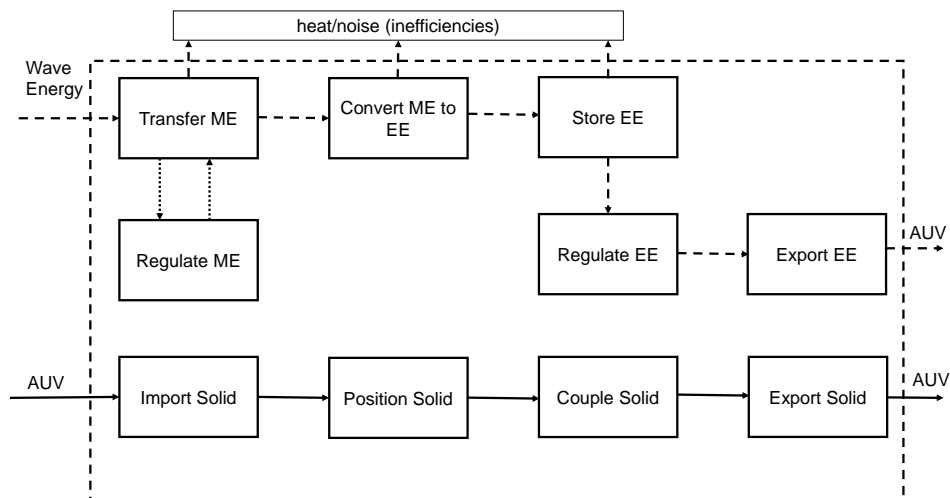 heat/noise (inefficiencies)
Wave
Energy
Transfer ME
Convert ME to
EE
Store EE
Regulate ME
Regulate EE
Export EE
AUV
AUV
Import Solid
Position Solid
Couple Solid
Export Solid
AUV